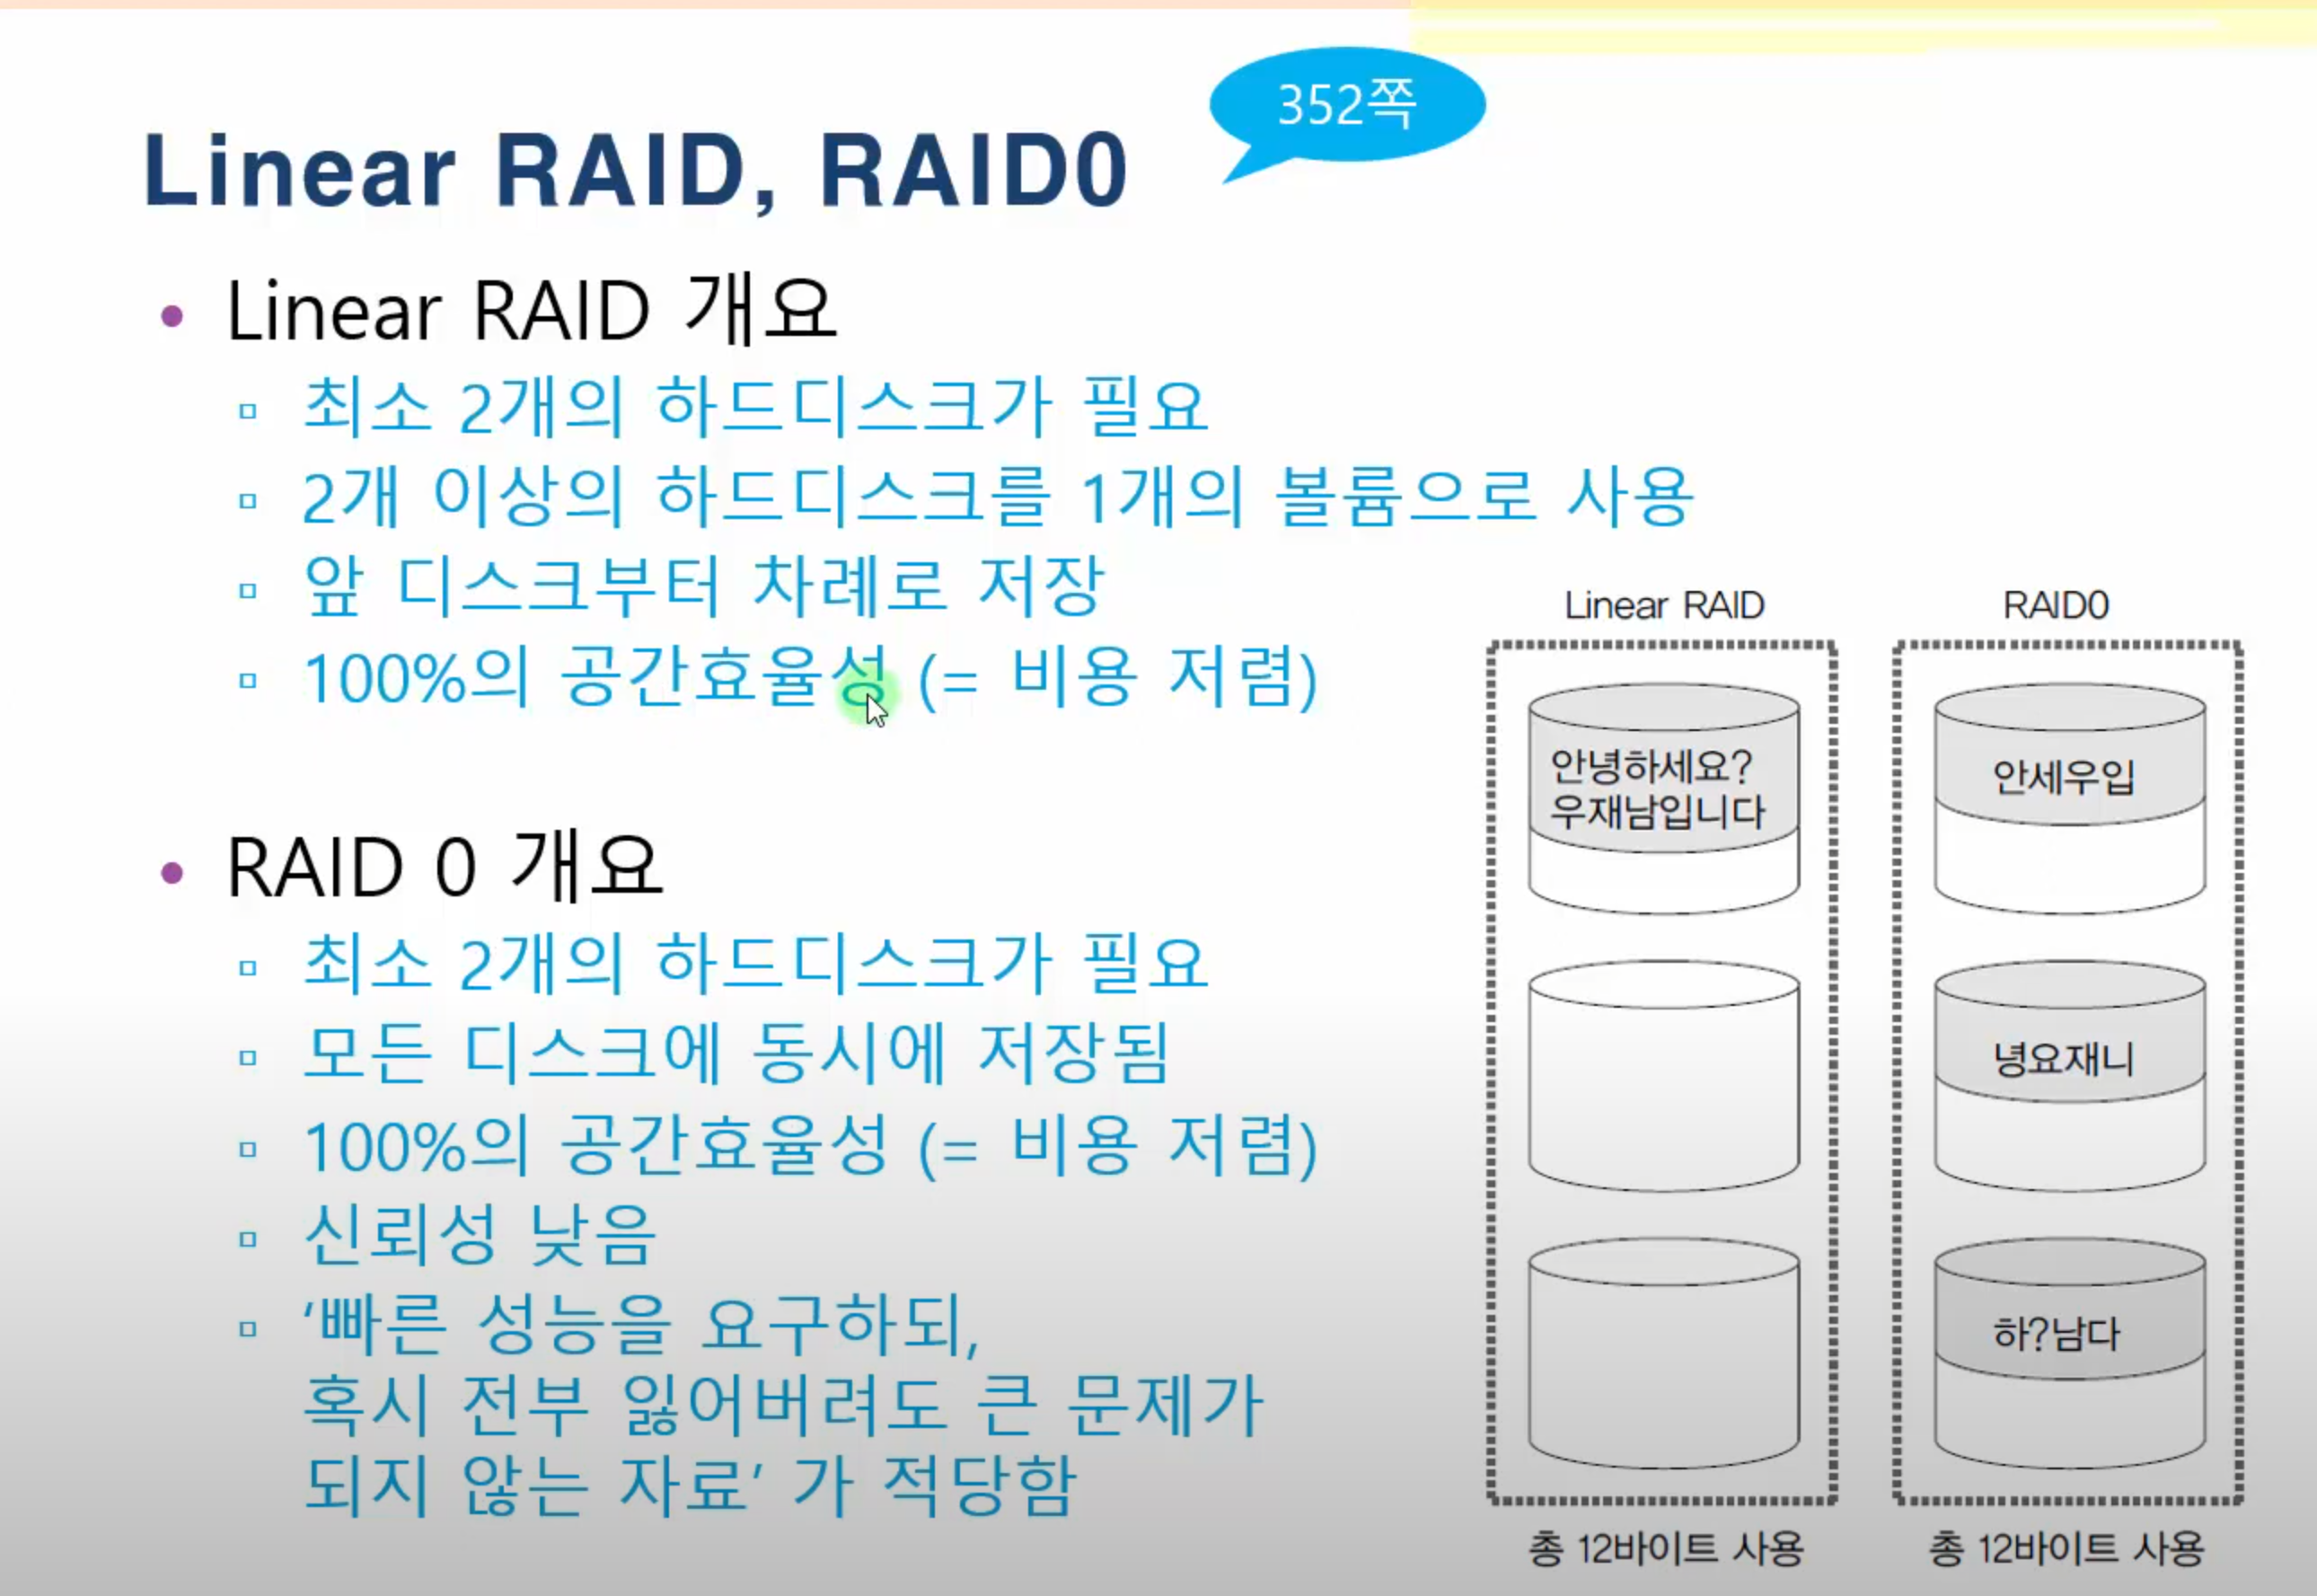 352쪽
Linear RAID, RAID0
• Linear RAID 개요
▫ 최소 2개의 하드디스크가 필요
▫ 2개 이상의 하드디스크를 1개의 볼륨으로 사용
▫ 앞 디스크부터 차례로 저장
▫ 100%의 공간효율성 (= 비용 저렴)
• RAID 0 개요
▫ 최소 2개의 하드디스크가 필요
▫ 모든 디스크에 동시에 저장됨
▫ 100%의 공간효율성 (= 비용 저렴)
▫ 신뢰성 낮음
▫ ‘빠른 성능을 요구하되,
혹시 전부 잃어버려도 큰 문제가
되지 않는 자료’ 가 적당함
Linear RAID
안녕하세요?
우재남입니다
총 12바이트 사용
RAID0
안세우입
녕요재니
하?남다
총 12바이트 사용